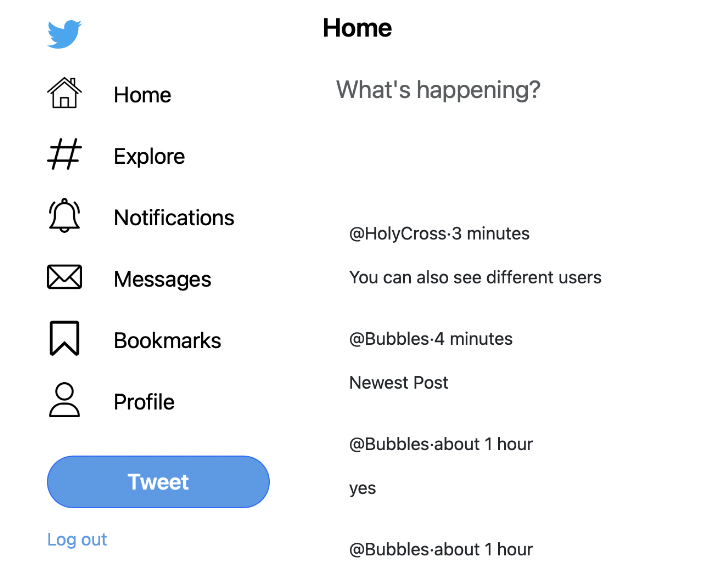 Home
Explore
Notifications
Messages
Bookmarks
Profile
Tweet
Log out
Home
What's happening?
@HolyCross·3 minutes
You can also see different users
@Bubbles·4 minutes
Newest Post
@Bubbles·about 1 hour
yes
@Bubbles·about 1 hour